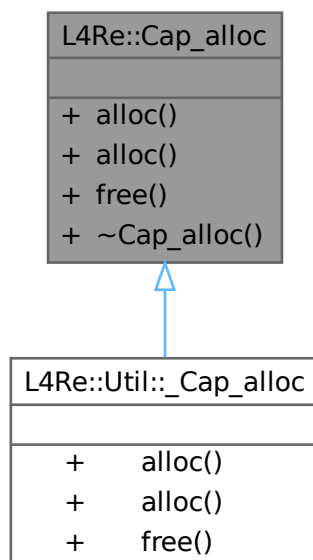 L4Re::Cap_alloc
+ alloc()
+ alloc()
+ free()
+ ~Cap_alloc()
L4Re::Util::_Cap_alloc
+ alloc()
+ alloc()
+ free()